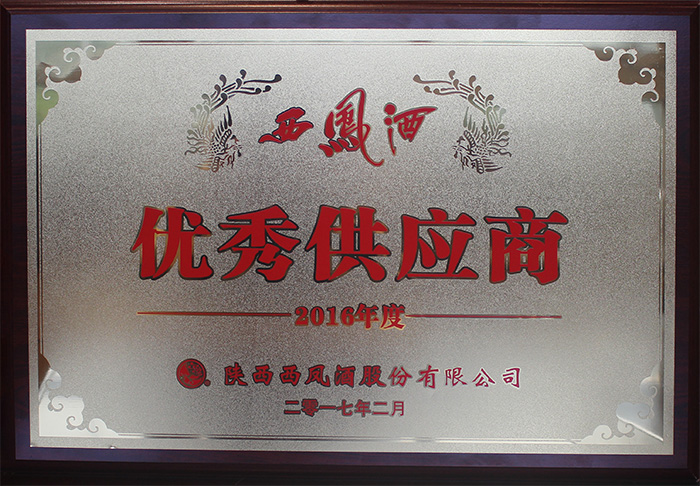 西鳳酒
优秀供应商
2016年度
陕西西凤酒股份有限公司
二零一七年二月